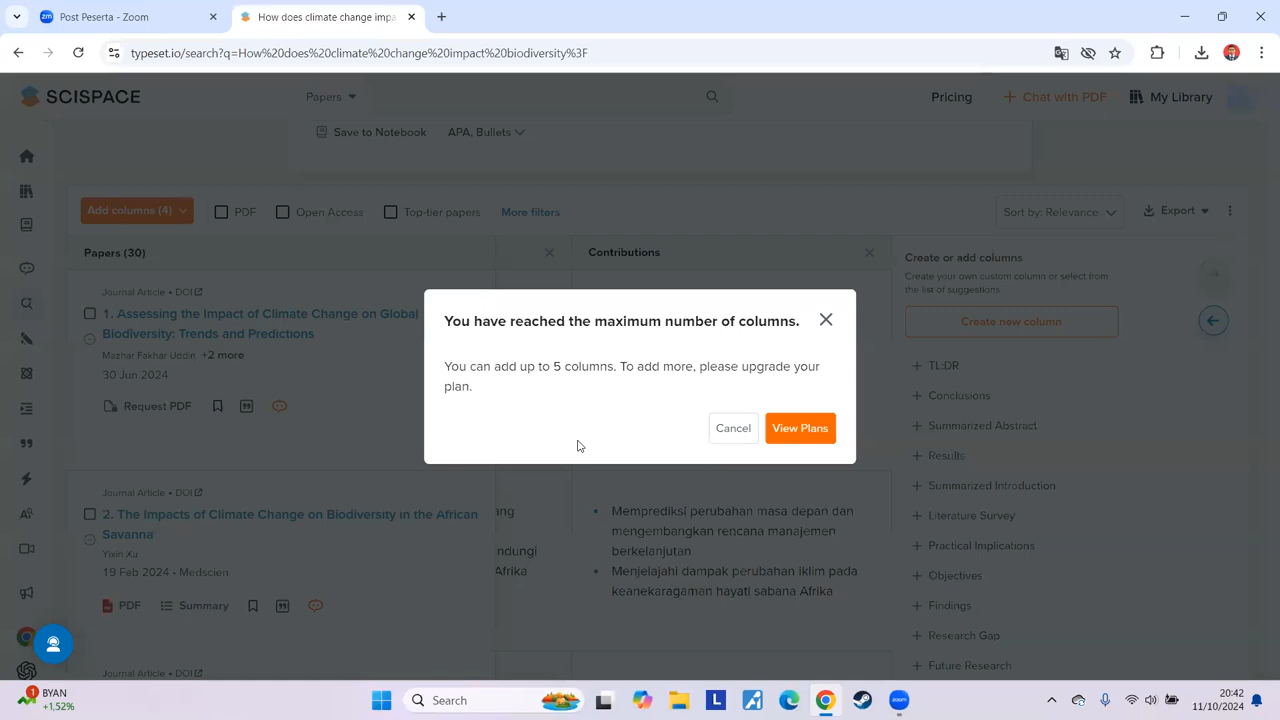 Post Peserta - Zoom
How does climate change impa
typeset.io/search?q=How%20does%20climate%20change%20impact%20biodiversity%3F
SCISPACE
Papers
Pricing
Chat with PDF
My Library
Save to Notebook
APA, Bullets
Add columns (4)
PDF
Open Access
Top-tier papers
More filters
Sort by: Relevance
Export
Papers (30)
Contributions
Create or add columns
Create your own custom column or select from
the list of suggestions
Create new column
Journal Article • DOI
1. Assessing the Impact of Climate Change on Global
Biodiversity: Trends and Predictions
Mazhar Fakhar Uddin +2 more
30 Jun 2024
Request PDF
You have reached the maximum number of columns.
You can add up to 5 columns. To add more, please upgrade your
plan.
Cancel
View Plans
TL;DR
Conclusions
Summarized Abstract
Results
Summarized Introduction
Literature Survey
Practical Implications
Objectives
Findings
Research Gap
Future Research
Journal Article • DOI
2. The Impacts of Climate Change on Biodiversity in the African
Savanna
Yixin Xu
19 Feb 2024 - Medscien
PDF
Summary
ang
ndungi
Afrika
• Memprediksi perubahan masa depan dan
mengembangkan rencana manajemen
berkelanjutan
• Menjelajahi dampak perubahan iklim pada
keanekaragaman hayati sabana Afrika
Journal Article • DOI
1
BYAN
+1.52%
Search
20:42
11/10/2024